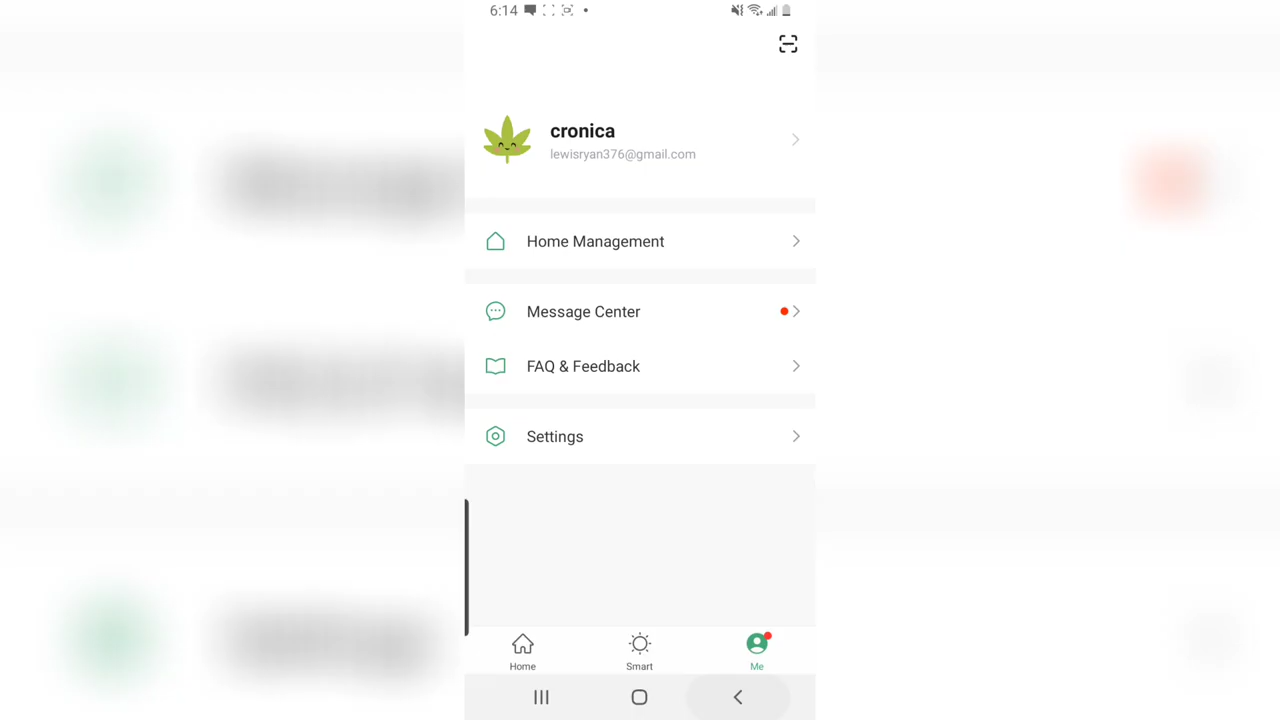 6:14
cronica
lewisryan376@gmail.com
Home Management
Message Center
FAQ & Feedback
Settings
Home
Smart
Me